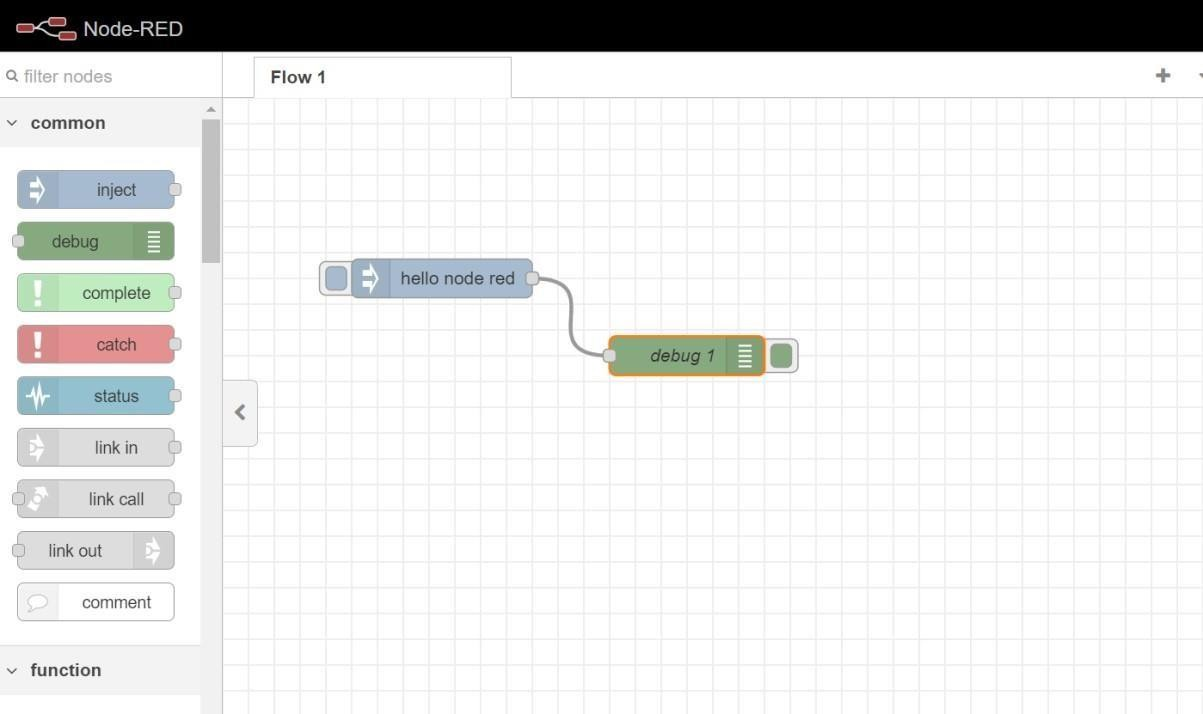 Node-RED
filter nodes
Flow 1
common
inject
debug
complete
catch
status
link in
link call
link out
comment
function
hello node red
debug 1